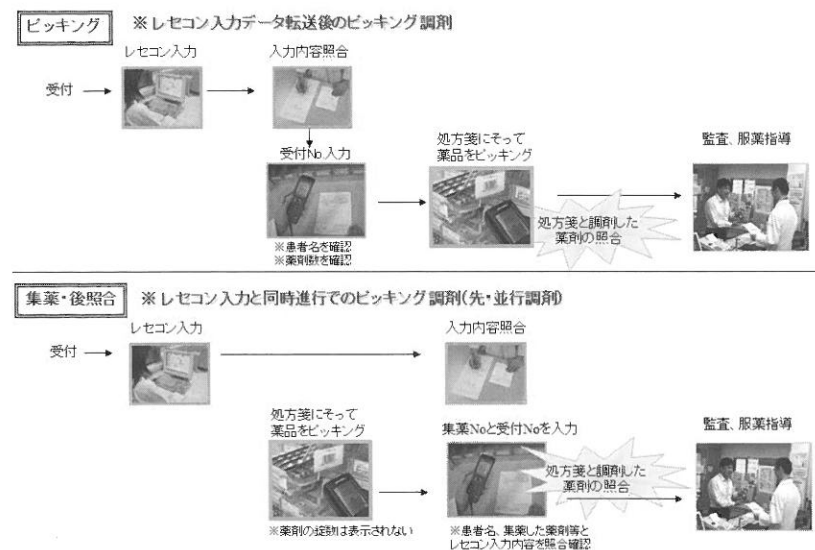 ピッキング
※レセコン入力データ転送後のピッキング調剤
レセコン入力
入力内容照合
受付
受付No入力
処方箋にそって
薬品をピッキング
監査、服薬指導
処方箋と調剤した
薬剤の照合
※患者名を確認
※薬剤数を確認
集薬・後照合
※レセコン入力と同時進行でのピッキング調剤(先・並行調剤)
レセコン入力
入力内容照合
受付
処方箋にそって
薬品をピッキング
集薬Noと受付Noを入力
監査、服薬指導
処方箋と調剤した
薬剤の照合
※薬剤の錠数は表示されない
※患者名、集薬した薬剤等と
レセコン入力内容を照合確認